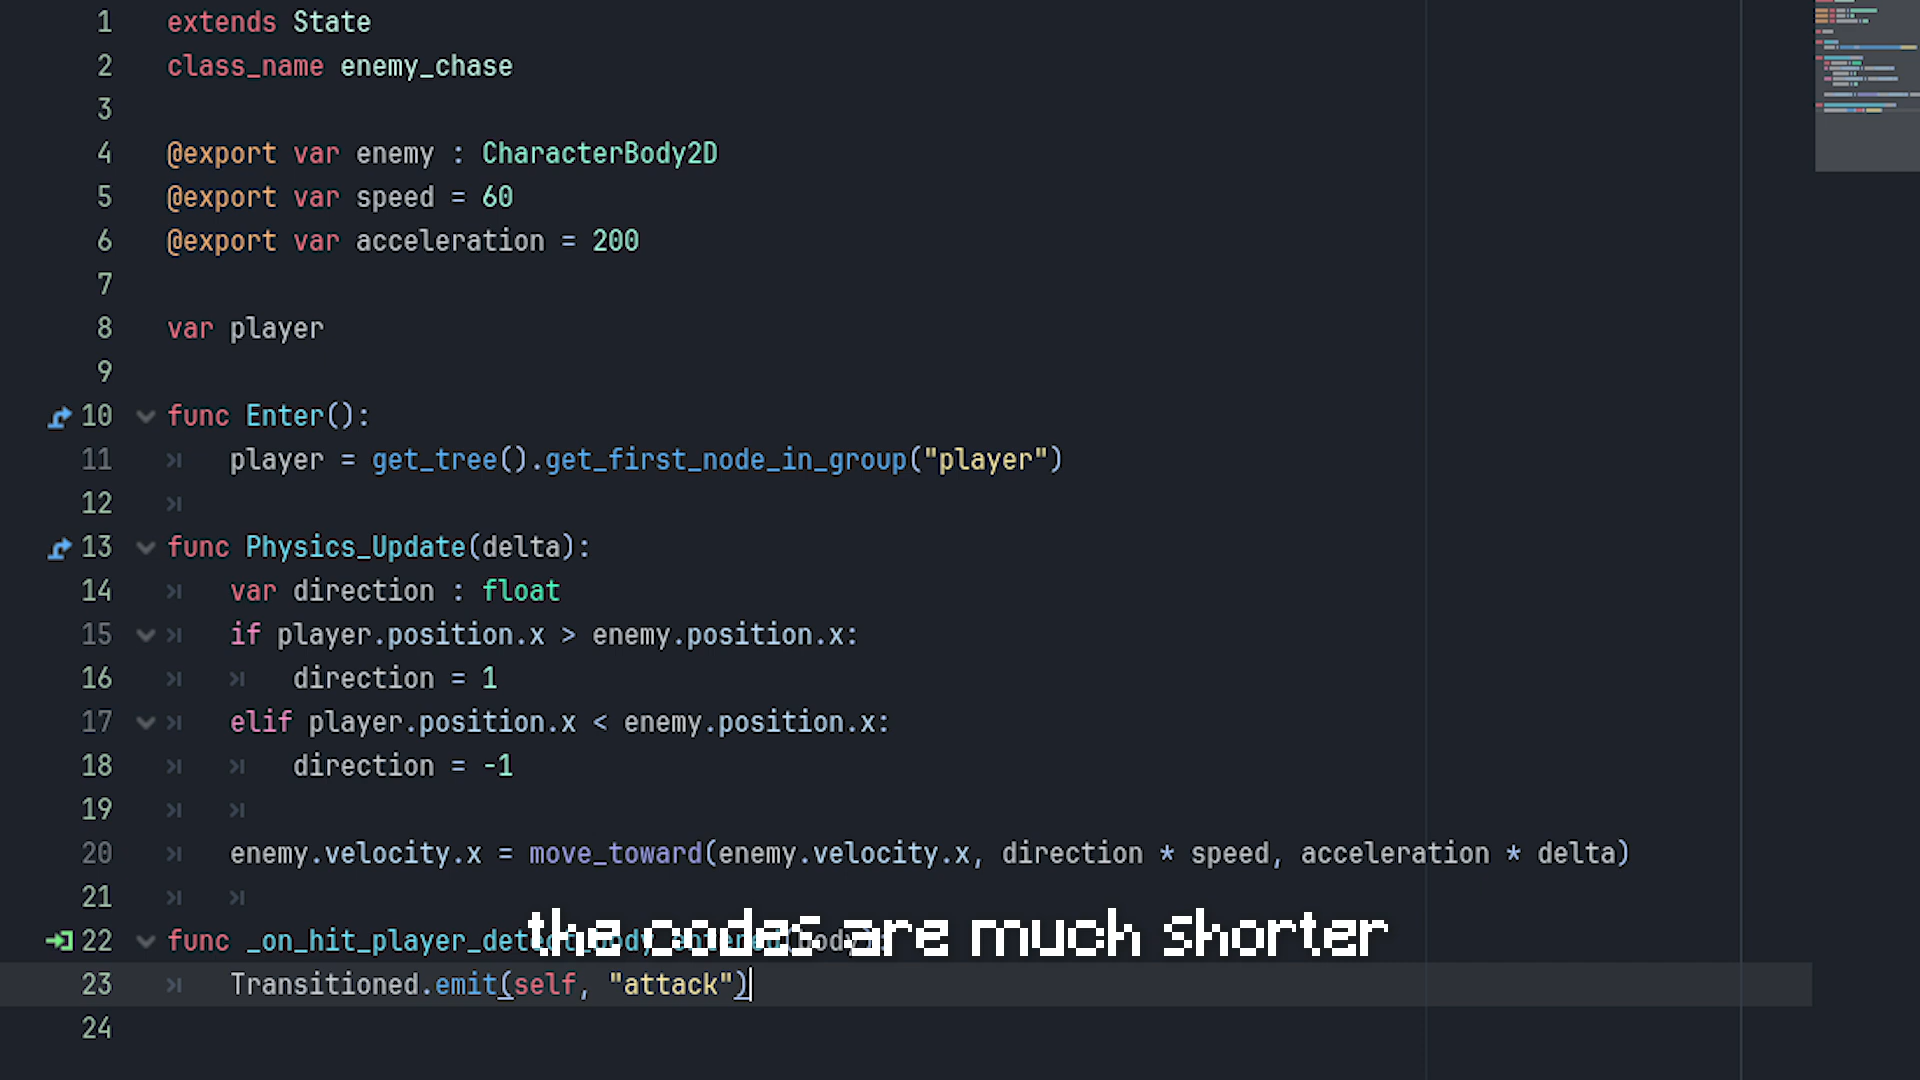 1 extends State
2 class_name enemy_chase
3
4 @export var enemy : CharacterBody2D
5 @export var speed = 60
6 @export var acceleration = 200
7
8 var player
9
10 func Enter():
11 player = get_tree().get_first_node_in_group("player")
12
13 func Physics_Update(delta):
14 var direction : float
15 if player.position.x > enemy.position.x:
16 direction = 1
17 elif player.position.x < enemy.position.x:
18 direction = -1
19
20 enemy.velocity.x = move_toward(enemy.velocity.x, direction * speed, acceleration * delta)
21
22 func _on_hit_player_detect_body_entered(body):
the codes are much shorter
23 Transitioned.emit(self, "attack")
24